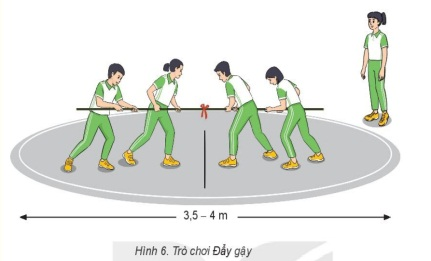 3,5 – 4 m
Hình 6. Trò chơi Đẩy gậy